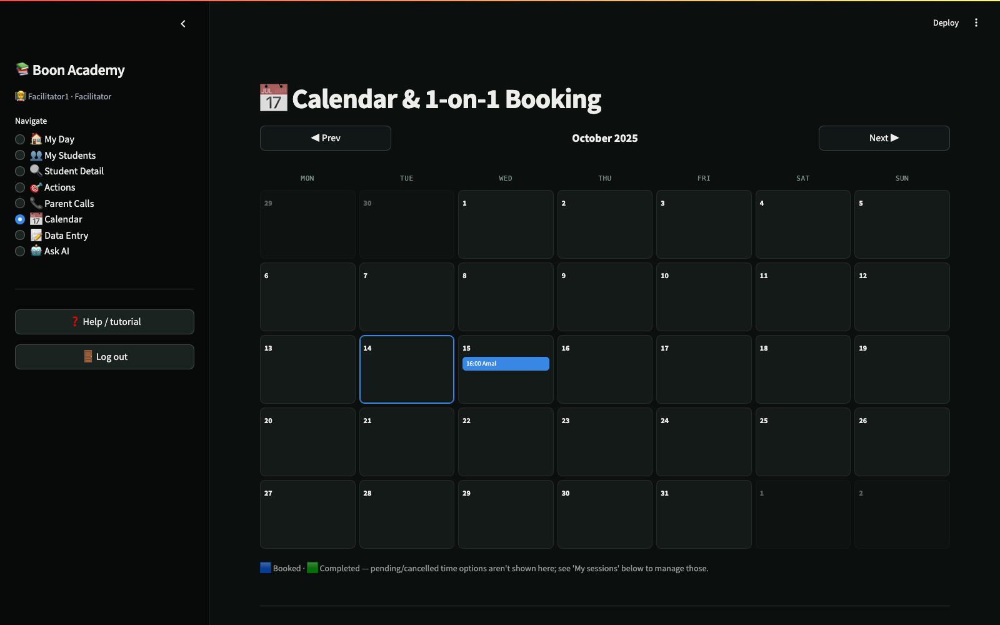 Deploy
Boon Academy
Facilitator1 · Facilitator
Navigate
My Day
My Students
Student Detail
Actions
Parent Calls
Calendar
Data Entry
Ask AI
Help / tutorial
Log out
JUL 17 Calendar & 1-on-1 Booking
◀ Prev
October 2025
Next ▶
MON TUE WED THU FRI SAT SUN
29 30 1 2 3 4 5
6 7 8 9 10 11 12
13 14 15 16 17 18 19
16:00 Amal
20 21 22 23 24 25 26
27 28 29 30 31 1 2
Booked · Completed — pending/cancelled time options aren't shown here; see 'My sessions' below to manage those.